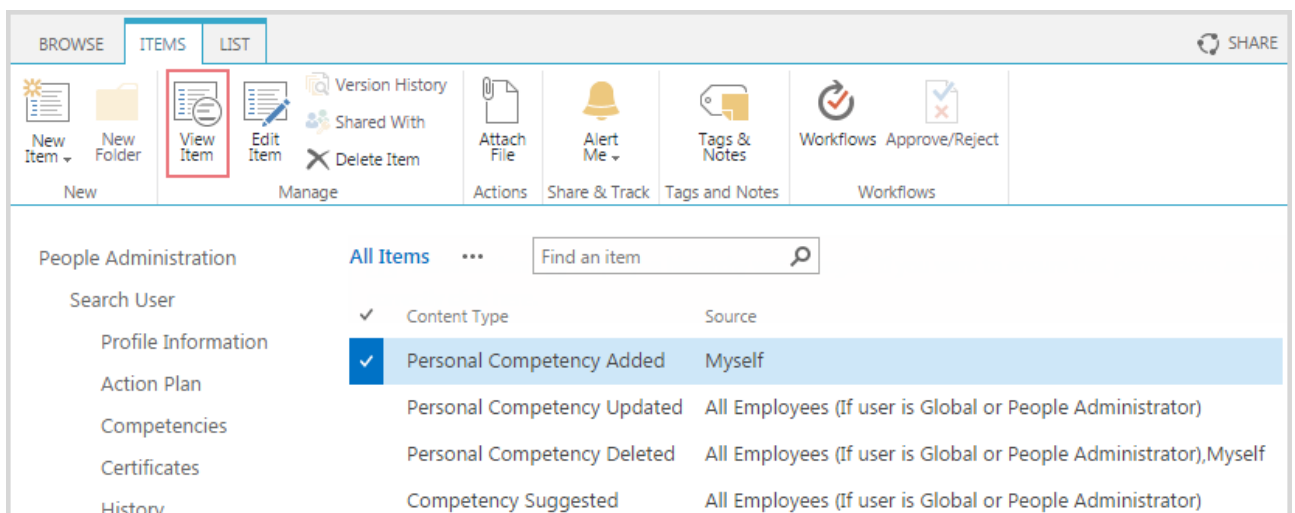 BROWSE ITEMS LIST SHARE
New Item
New Folder
View Item
Edit Item
Version History
Shared With
Delete Item
Attach File
Alert Me
Tags & Notes
Workflows Approve/Reject
New Manage Actions Share & Track Tags and Notes Workflows
People Administration
Search User
Profile Information
Action Plan
Competencies
Certificates
History
All Items ... Find an item
Content Type Source
Personal Competency Added Myself
Personal Competency Updated All Employees (If user is Global or People Administrator)
Personal Competency Deleted All Employees (If user is Global or People Administrator),Myself
Competency Suggested All Employees (If user is Global or People Administrator)